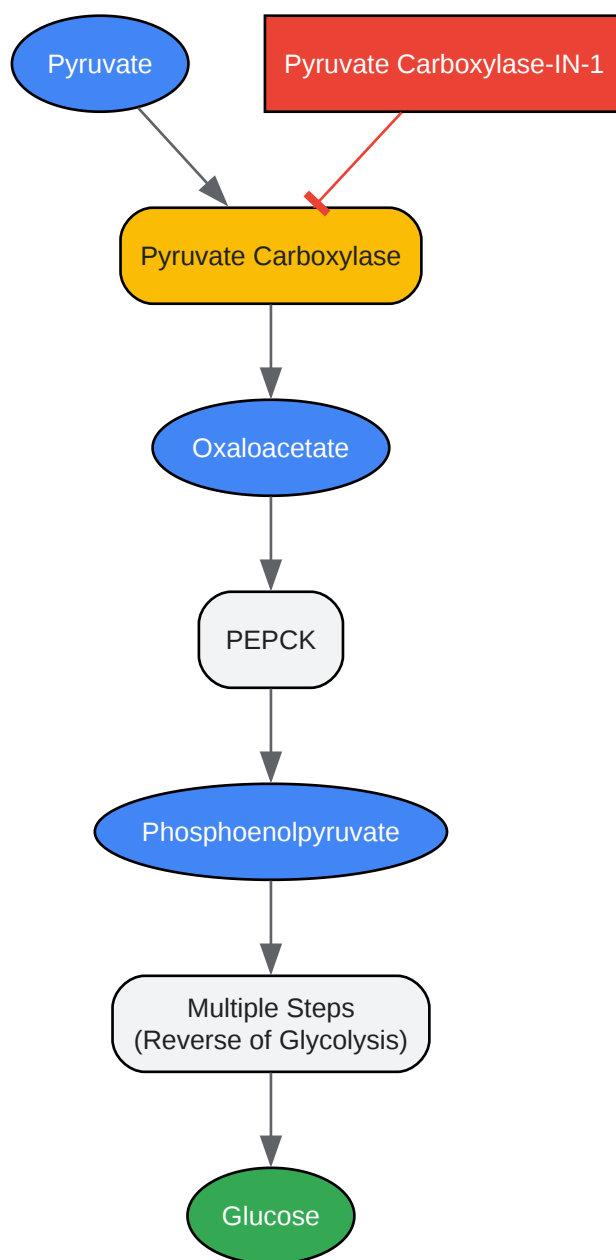 Pyruvate
Pyruvate Carboxylase-IN-1
Pyruvate Carboxylase
Oxaloacetate
PEPCK
Phosphoenolpyruvate
Multiple Steps
(Reverse of Glycolysis)
Glucose